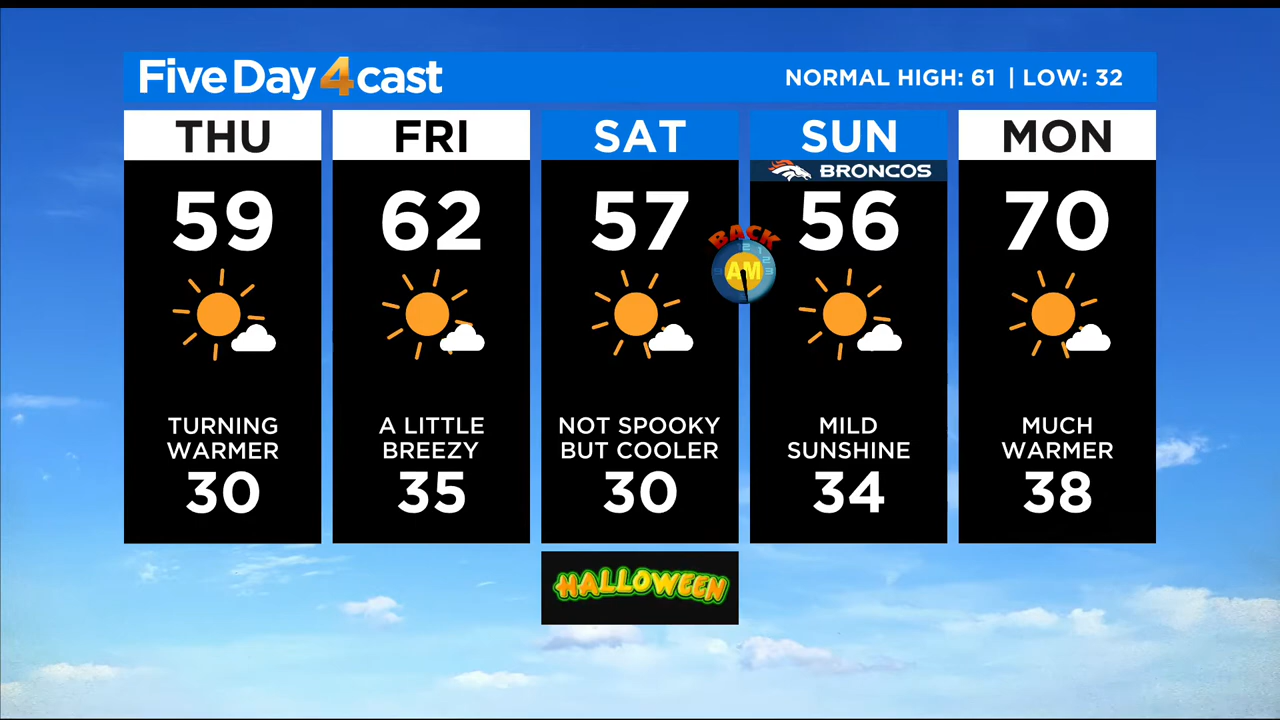 Five Day 4cast
NORMAL HIGH: 61 | LOW: 32
THU
59
TURNING
WARMER
30
FRI
62
A LITTLE
BREEZY
35
SAT
57
NOT SPOOKY
BUT COOLER
30
HALLOWEEN
BACK
AM
SUN
BRONCOS
56
MILD
SUNSHINE
34
MON
70
MUCH
WARMER
38